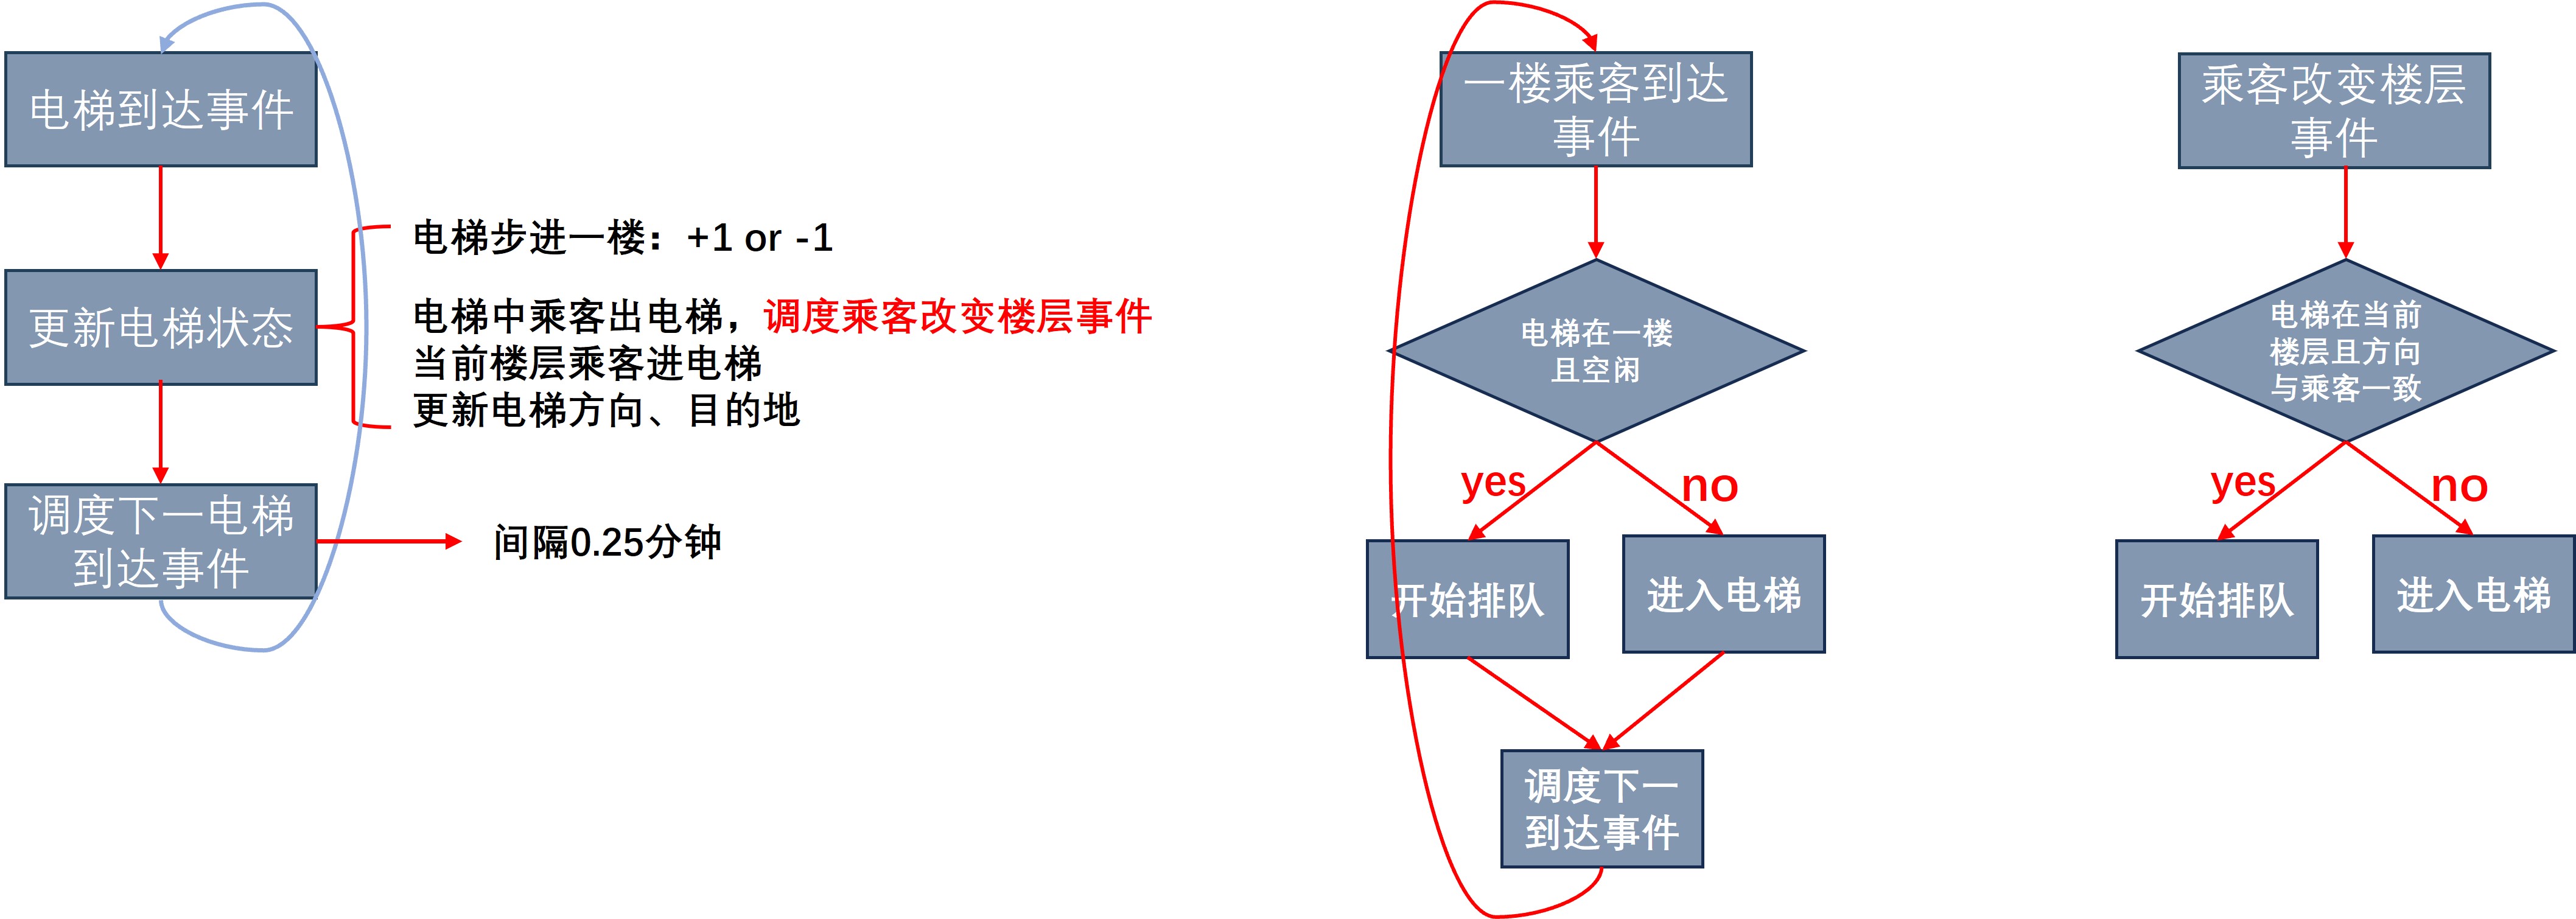 电梯到达事件
更新电梯状态
调度下一电梯
到达事件
电梯步进一楼：+1 or -1
电梯中乘客出电梯，调度乘客改变楼层事件
当前楼层乘客进电梯
更新电梯方向、目的地
间隔0.25分钟
一楼乘客到达
事件
电梯在一楼
且空闲
yes
no
开始排队
进入电梯
调度下一
到达事件
乘客改变楼层
事件
电梯在当前
楼层且方向
与乘客一致
yes
no
开始排队
进入电梯